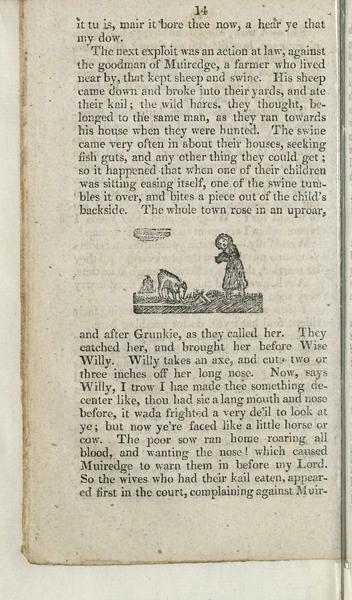 14
it tu is, mair it bore thee now, a hear ye that
my dow.
The next exploit was an action at law, against
the goodman of Muiredge, a farmer who lived
near by, that kept sheep and swine. His sheep
came down and broke into their yards, and ate
their kail; the wild hares, they thought, be-
longed to the same man, as they ran towards
his house when they were hunted. The swine
came very often in about their houses, seeking
fish guts, and any other thing they could get;
so it happened that when one of their children
was sitting easing itself, one of the swine tum-
bles it over, and bites a piece out of the child's
backside. The whole town rose in an uproar,
and after Grunkie, as they called her. They
catched her, and brought her before Wise
Willy. Willy takes an axe, and cuts two or
three inches off her long nose. Now, says
Willy, I trow I hae made thee something de-
center like, thou had sic a lang mouth and nose
before, it wada frighted a very de'il to look at
ye; but now ye're faced like a little horse or
cow. The poor sow ran home roaring all
blood, and wanting the nose! which caused
Muiredge to warn them in before my Lord.
So the wives who had their kail eaten, appear-
ed first in the court, complaining against Muir-